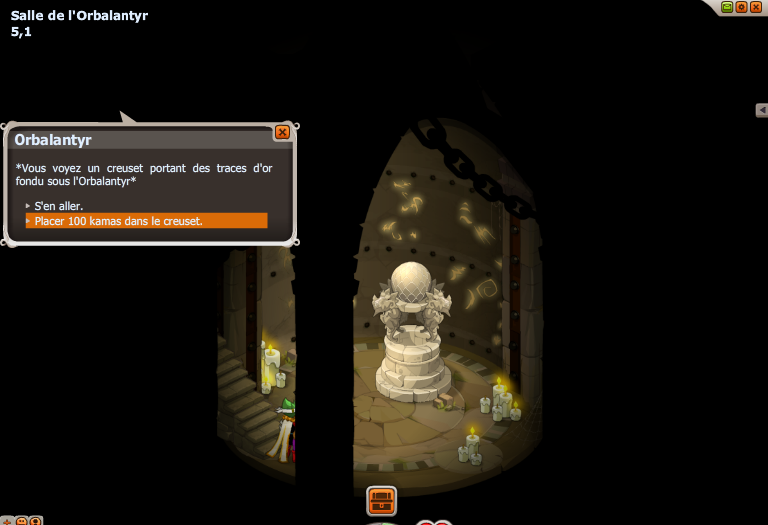 Salle de l'Orbalantyr
5,1
Orbalantyr
*Vous voyez un creuset portant des traces d'or
fondu sous l'Orbalantyr*
S'en aller.
Placer 100 kamas dans le creuset.